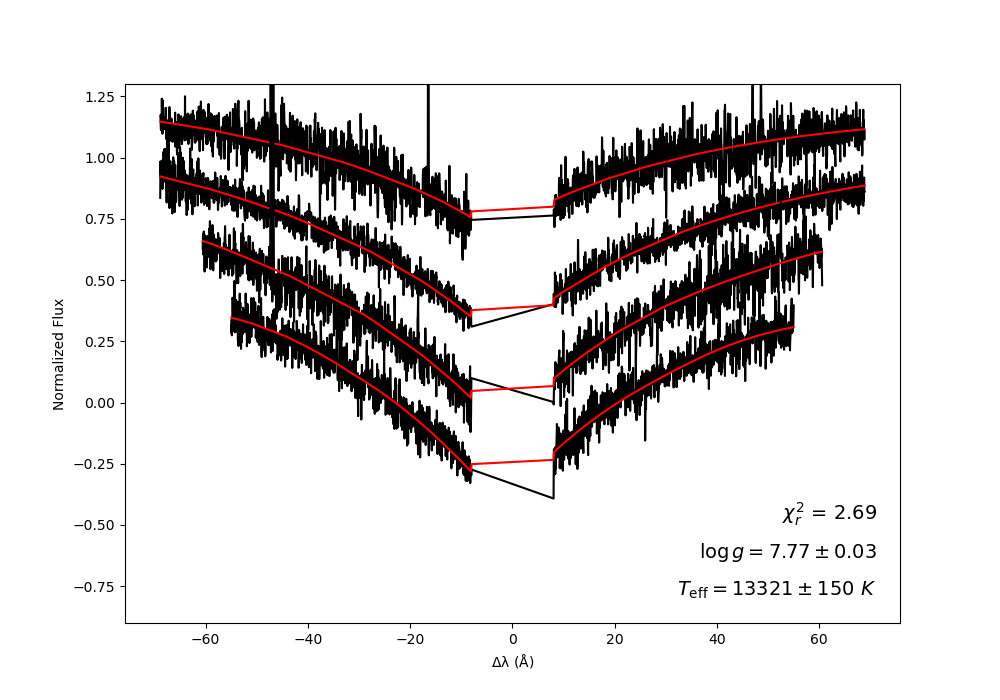 1.25
1.00
0.75
0.50
0.25
0.00
−0.25
−0.50
−0.75
Normalized Flux
χ²ᵣ = 2.69
log g = 7.77 ± 0.03
T_eff = 13321 ± 150 K
−60 −40 −20 0 20 40 60
Δλ (Å)